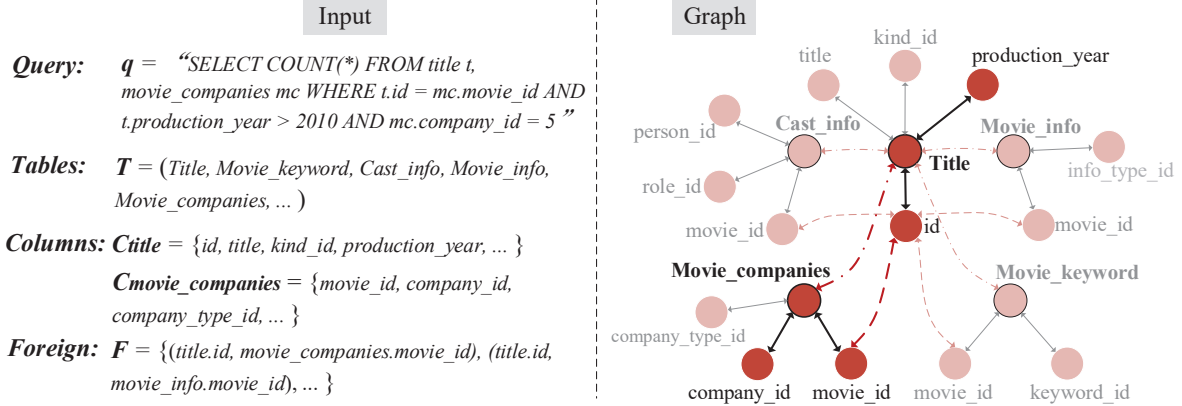 Input
Query: q = “SELECT COUNT(*) FROM title t,
movie_companies mc WHERE t.id = mc.movie_id AND
t.production_year > 2010 AND mc.company_id = 5 ”
Tables: T = (Title, Movie_keyword, Cast_info, Movie_info,
Movie_companies, ... )
Columns: Ctitle = {id, title, kind_id, production_year, ... }
Cmovie_companies = {movie_id, company_id,
company_type_id, ... }
Foreign: F = {(title.id, movie_companies.movie_id), (title.id,
movie_info.movie_id), ... }
Graph
kind_id
title
production_year
person_id
Cast_info
Movie_info
Title
info_type_id
role_id
movie_id
id
movie_id
Movie_companies
Movie_keyword
company_type_id
company_id
movie_id
movie_id
keyword_id